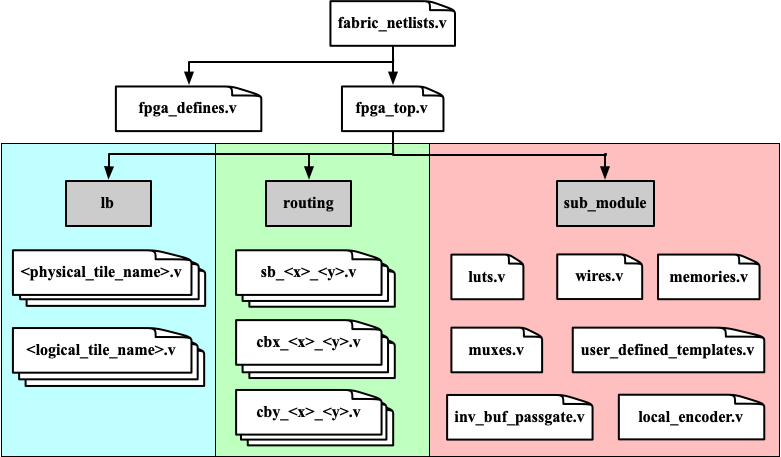 fabric_netlists.v
fpga_defines.v
fpga_top.v
lb
routing
sub_module
<physical_tile_name>.v
<logical_tile_name>.v
sb_<x>_<y>.v
cbx_<x>_<y>.v
cby_<x>_<y>.v
luts.v
wires.v
memories.v
muxes.v
user_defined_templates.v
inv_buf_passgate.v
local_encoder.v